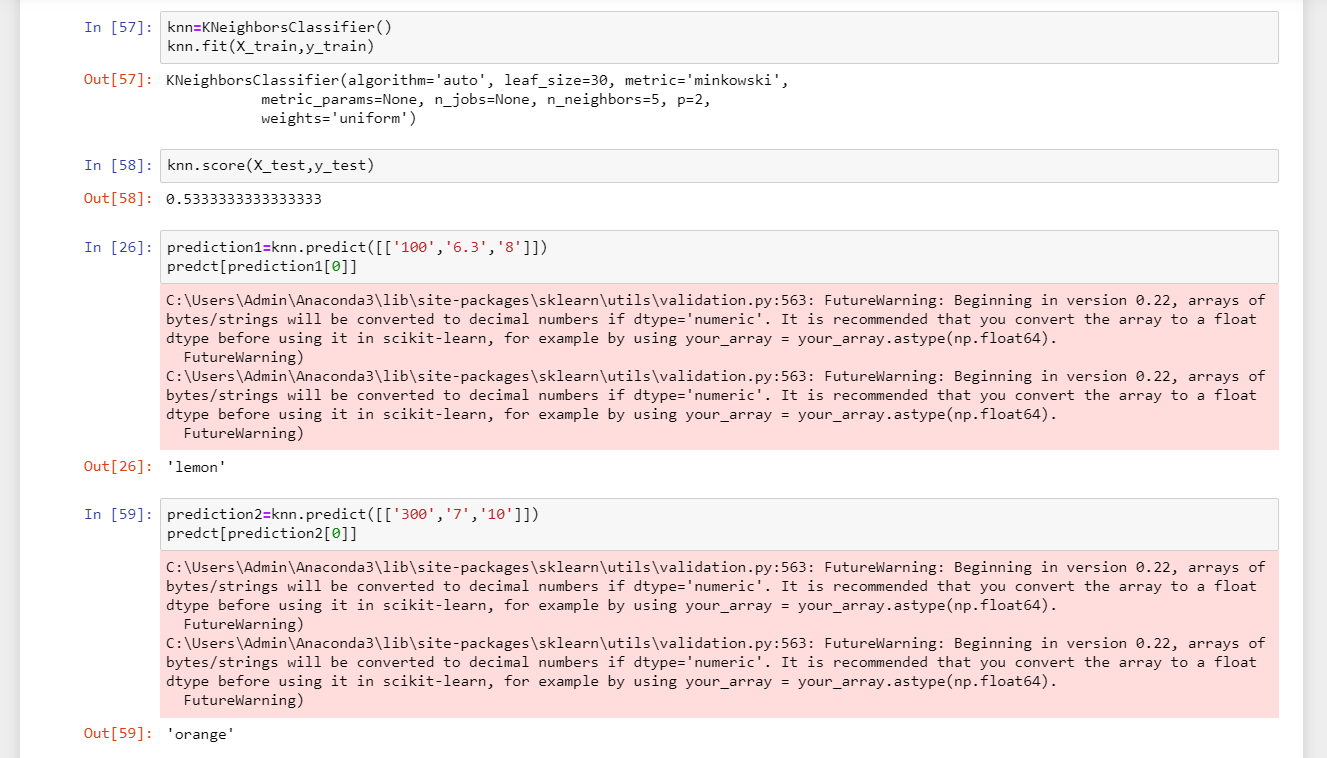 In [57]: knn=KNeighborsClassifier()
knn.fit(X_train,y_train)
Out[57]: KNeighborsClassifier(algorithm='auto', leaf_size=30, metric='minkowski',
metric_params=None, n_jobs=None, n_neighbors=5, p=2,
weights='uniform')
In [58]: knn.score(X_test,y_test)
Out[58]: 0.5333333333333333
In [26]: prediction1=knn.predict([['100','6.3','8']])
predct[prediction1[0]]
C:\Users\Admin\Anaconda3\lib\site-packages\sklearn\utils\validation.py:563: FutureWarning: Beginning in version 0.22, arrays of
bytes/strings will be converted to decimal numbers if dtype='numeric'. It is recommended that you convert the array to a float
dtype before using it in scikit-learn, for example by using your_array = your_array.astype(np.float64).
FutureWarning)
C:\Users\Admin\Anaconda3\lib\site-packages\sklearn\utils\validation.py:563: FutureWarning: Beginning in version 0.22, arrays of
bytes/strings will be converted to decimal numbers if dtype='numeric'. It is recommended that you convert the array to a float
dtype before using it in scikit-learn, for example by using your_array = your_array.astype(np.float64).
FutureWarning)
Out[26]: 'lemon'
In [59]: prediction2=knn.predict([['300','7','10']])
predct[prediction2[0]]
C:\Users\Admin\Anaconda3\lib\site-packages\sklearn\utils\validation.py:563: FutureWarning: Beginning in version 0.22, arrays of
bytes/strings will be converted to decimal numbers if dtype='numeric'. It is recommended that you convert the array to a float
dtype before using it in scikit-learn, for example by using your_array = your_array.astype(np.float64).
FutureWarning)
C:\Users\Admin\Anaconda3\lib\site-packages\sklearn\utils\validation.py:563: FutureWarning: Beginning in version 0.22, arrays of
bytes/strings will be converted to decimal numbers if dtype='numeric'. It is recommended that you convert the array to a float
dtype before using it in scikit-learn, for example by using your_array = your_array.astype(np.float64).
FutureWarning)
Out[59]: 'orange'